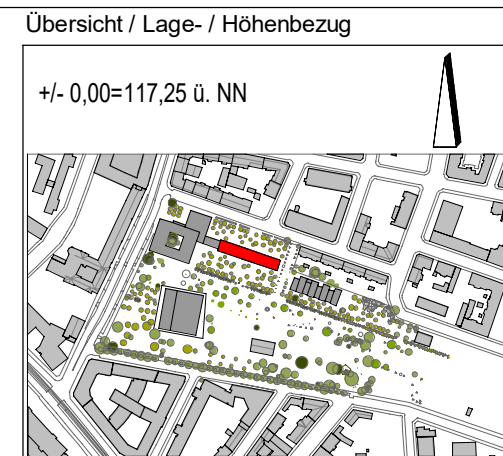 Übersicht / Lage- / Höhenbezug
+/- 0,00=117,25 ü. NN